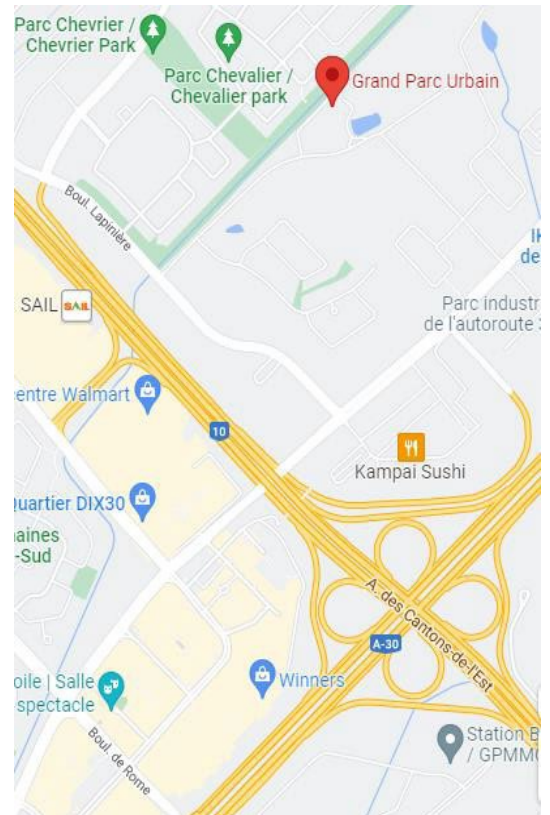 Parc Chevrier /
Chevrier Park
Parc Chevalier /
Chevalier park
Grand Parc Urbain
Boul. Lapinière
SAIL SAIL
Parc industr
de l'autoroute
de
entre Walmart
10
Kampai Sushi
Quartier DIX30
aines
-Sud
A. des Cantons-de-l'Est
A-30
oile | Salle
spectacle
Winners
Boul. de Rome
Station B
/ GPMM